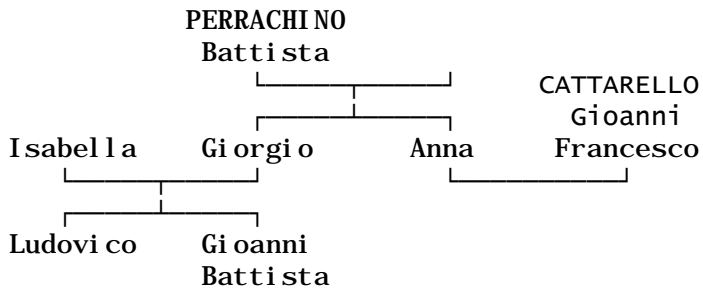 PERRACHINO
Battista
CATTARELLO
Gioanni
Isabella Giorgio Anna Francesco
Ludovico Gioanni
Battista